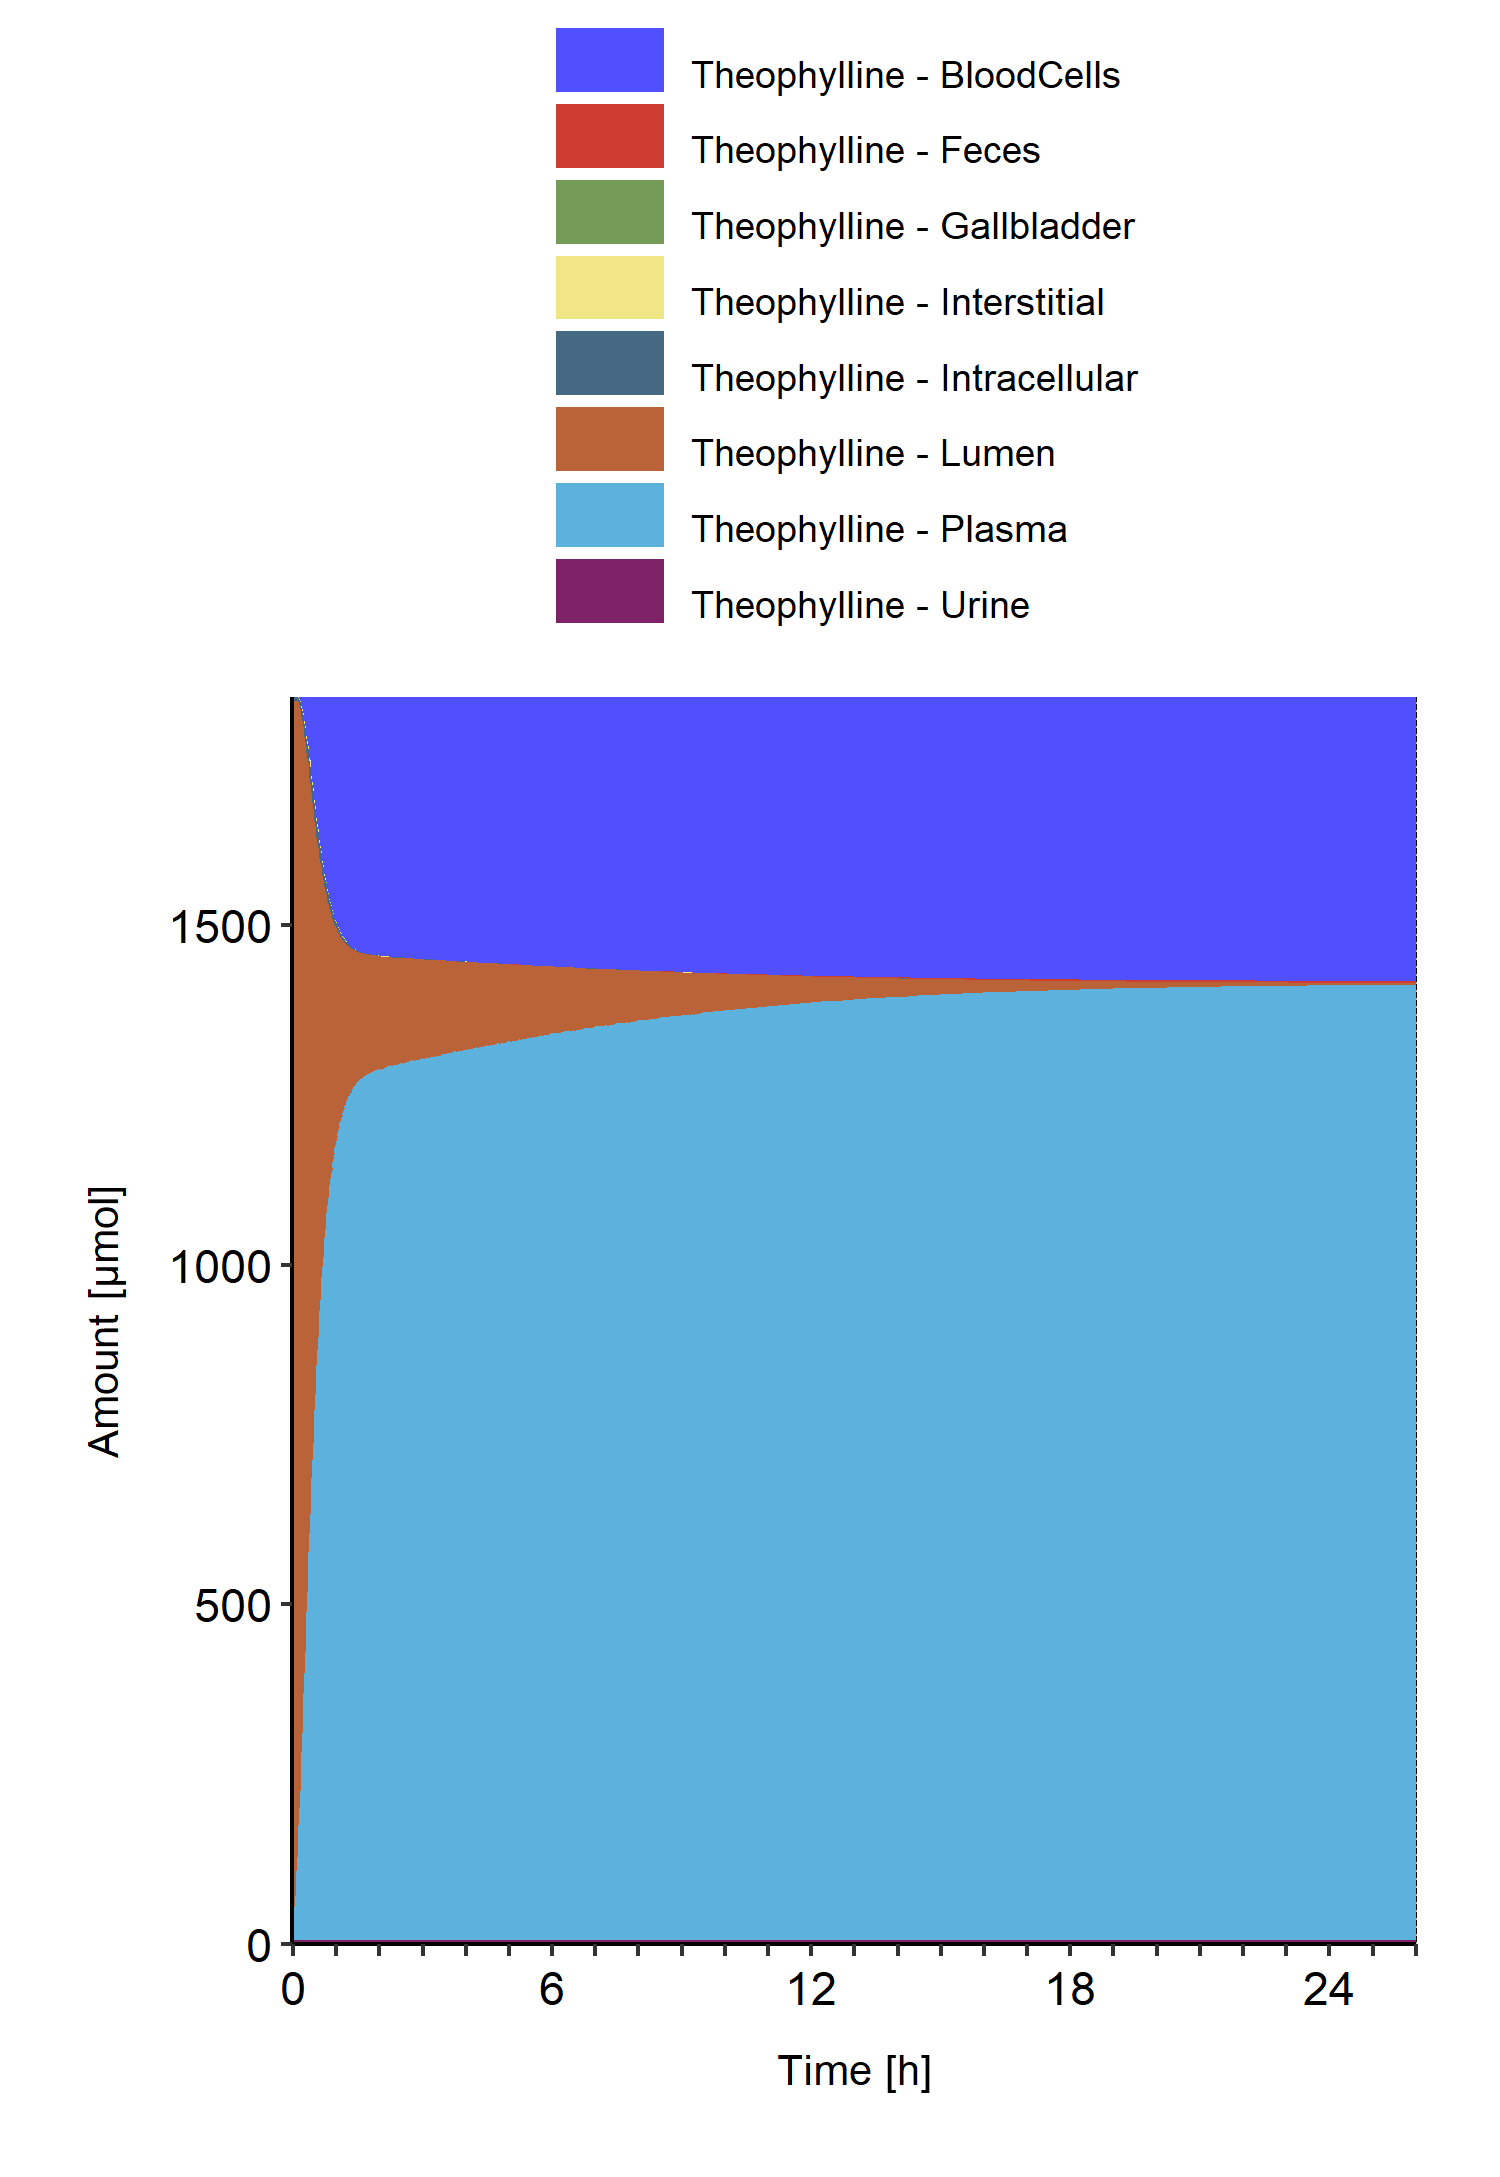 Theophylline - BloodCells
Theophylline - Feces
Theophylline - Gallbladder
Theophylline - Interstitial
Theophylline - Intracellular
Theophylline - Lumen
Theophylline - Plasma
Theophylline - Urine
1500
1000
500
0
Amount [µmol]
0 6 12 18 24
Time [h]